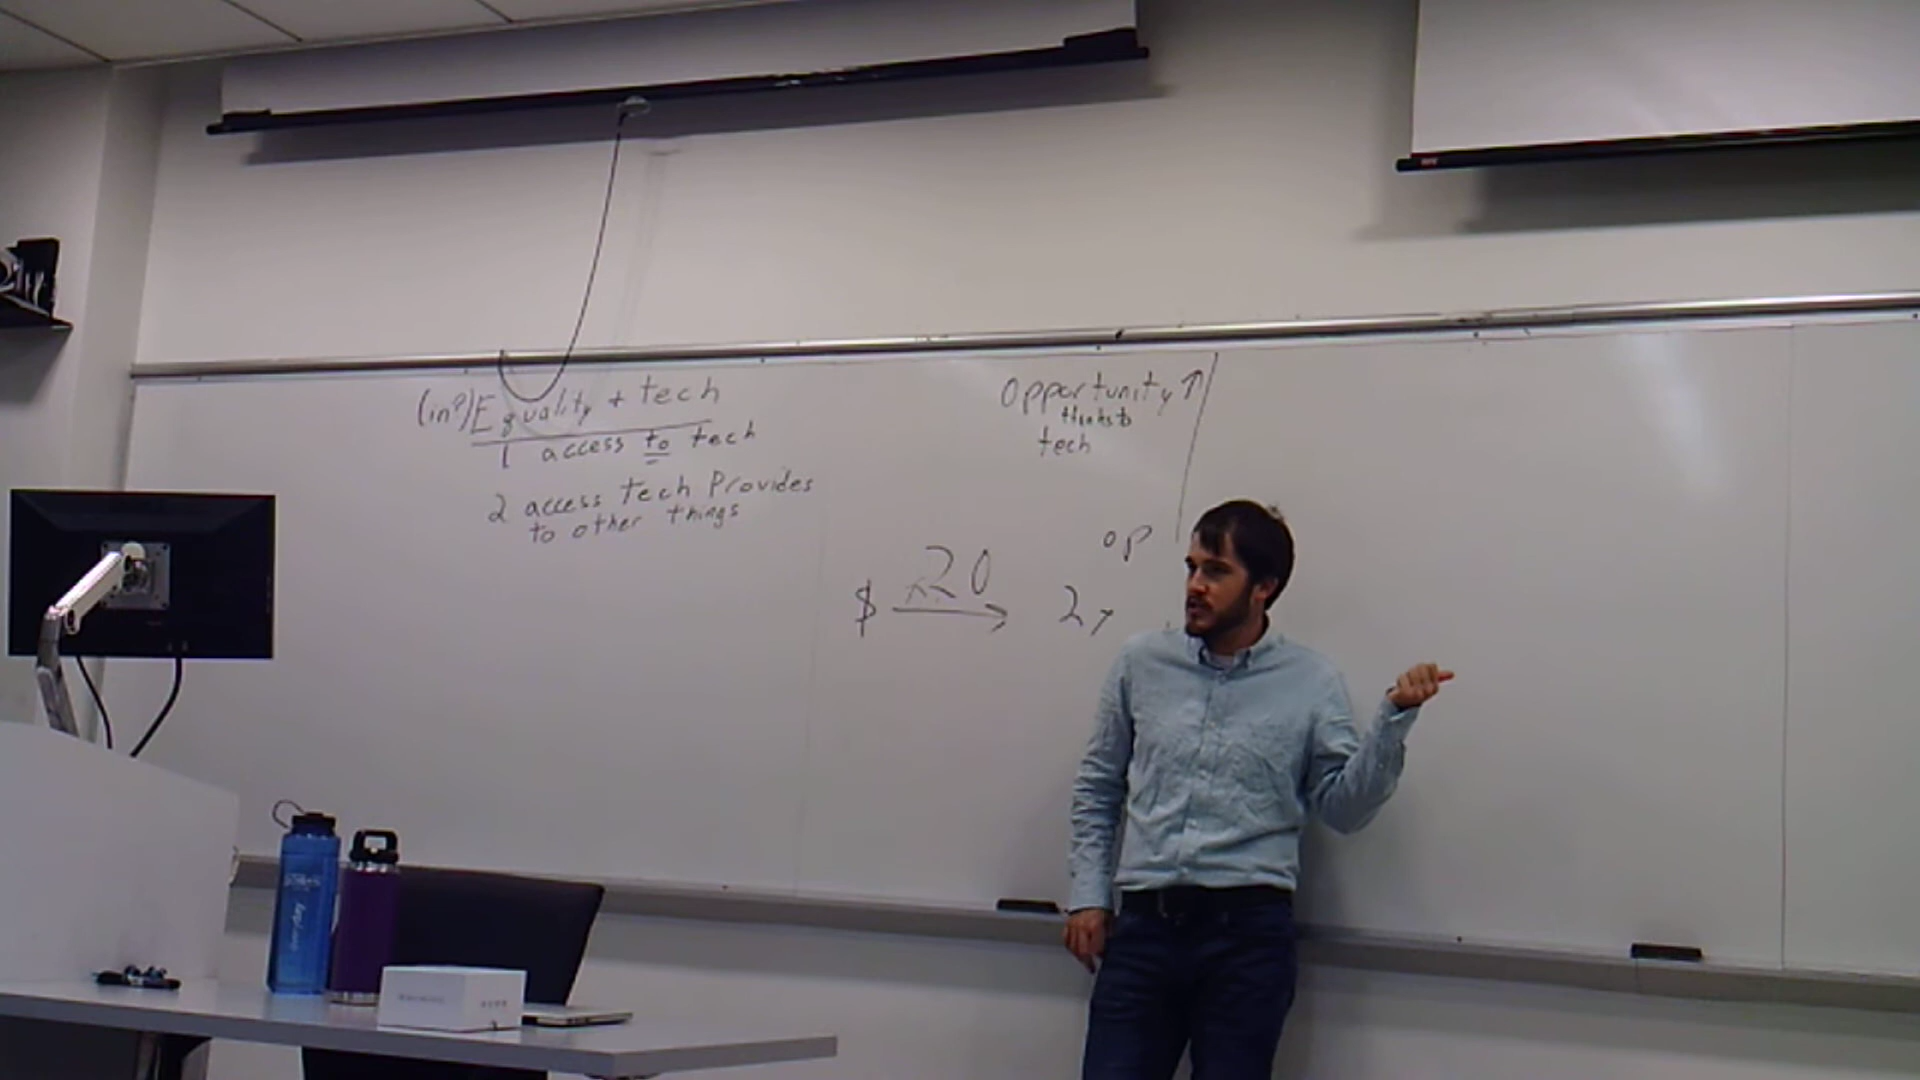 (in?)Equality + tech
1 access to tech
2 access tech Provides
to other things
Opportunity ↑
thanks to
tech
op
$ 20 → 2x